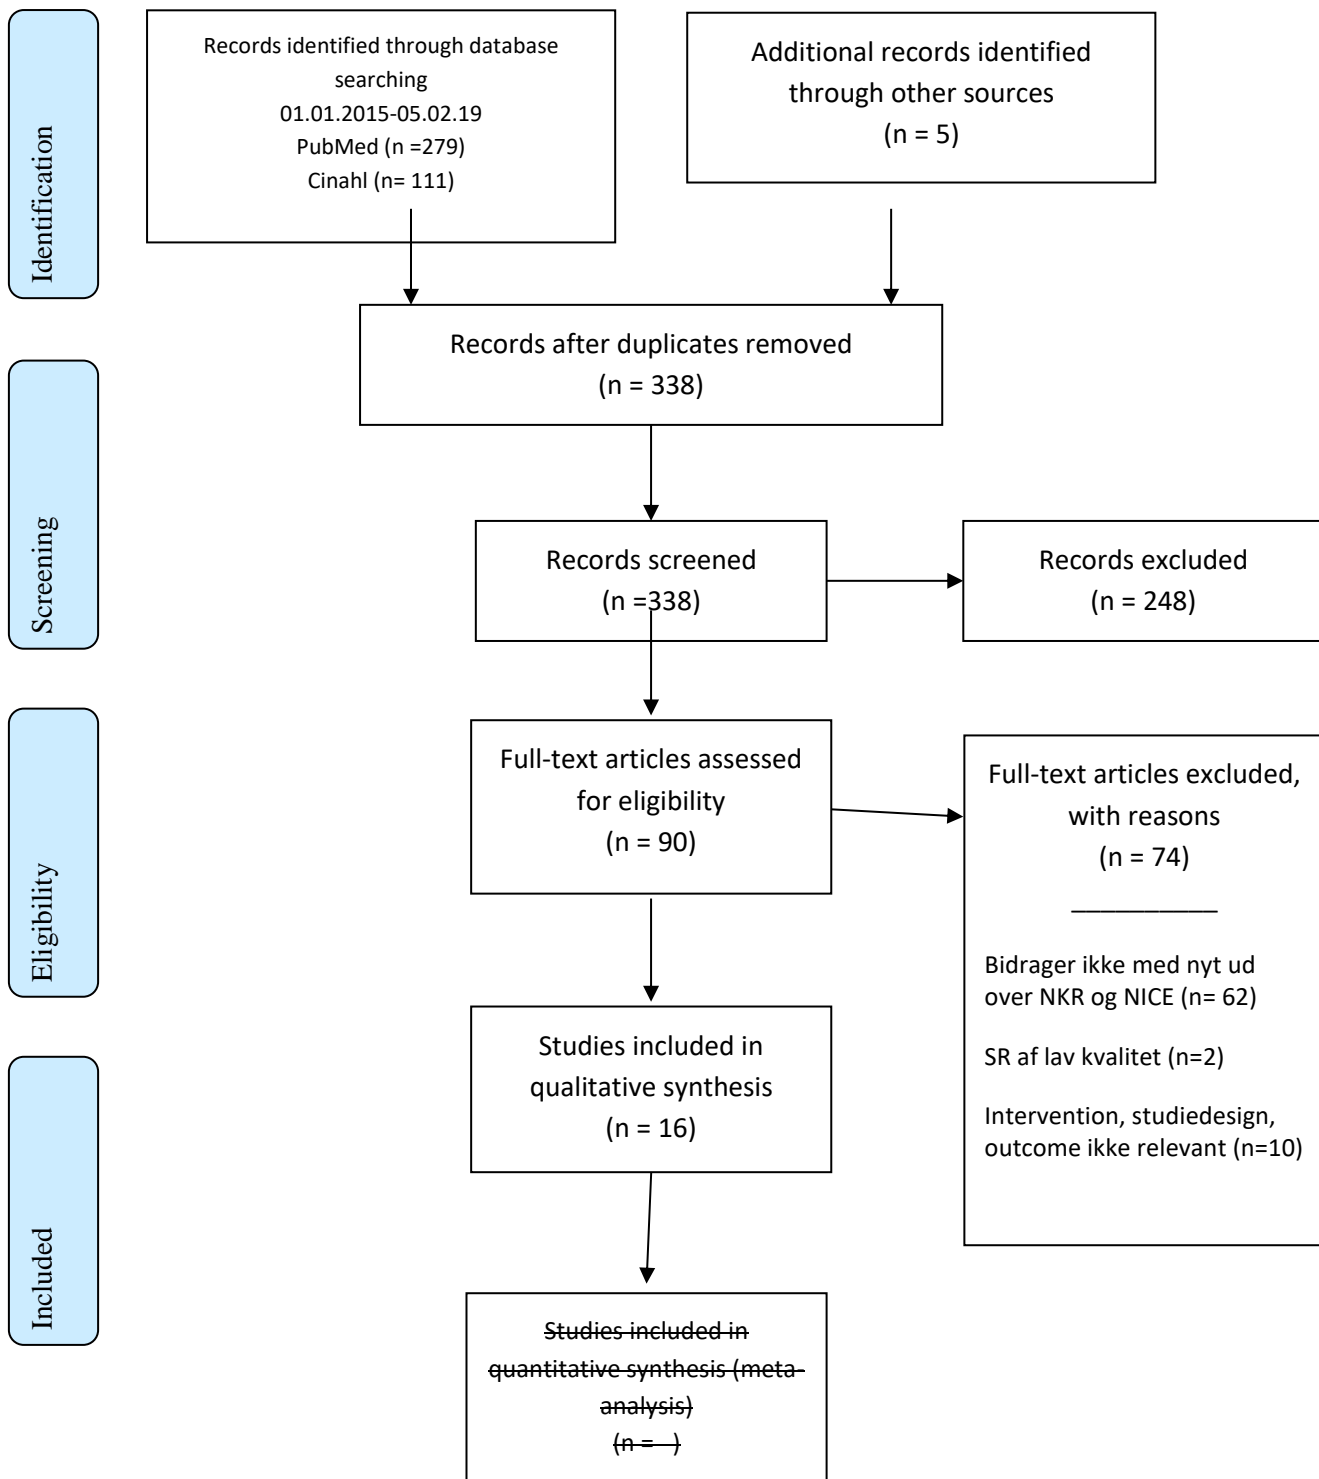 Identification
Records identified through database
searching
01.01.2015-05.02.19
PubMed (n =279)
Cinahl (n= 111)
Additional records identified
through other sources
(n = 5)
Records after duplicates removed
(n = 338)
Screening
Records screened
(n =338)
Records excluded
(n = 248)
Eligibility
Full-text articles assessed
for eligibility
(n = 90)
Full-text articles excluded,
with reasons
(n = 74)
__________
Bidrager ikke med nyt ud
over NKR og NICE (n= 62)
SR af lav kvalitet (n=2)
Intervention, studiedesign,
outcome ikke relevant (n=10)
Studies included in
qualitative synthesis
(n = 16)
Included
Studies included in
quantitative synthesis (meta-
analysis)
(n =   )